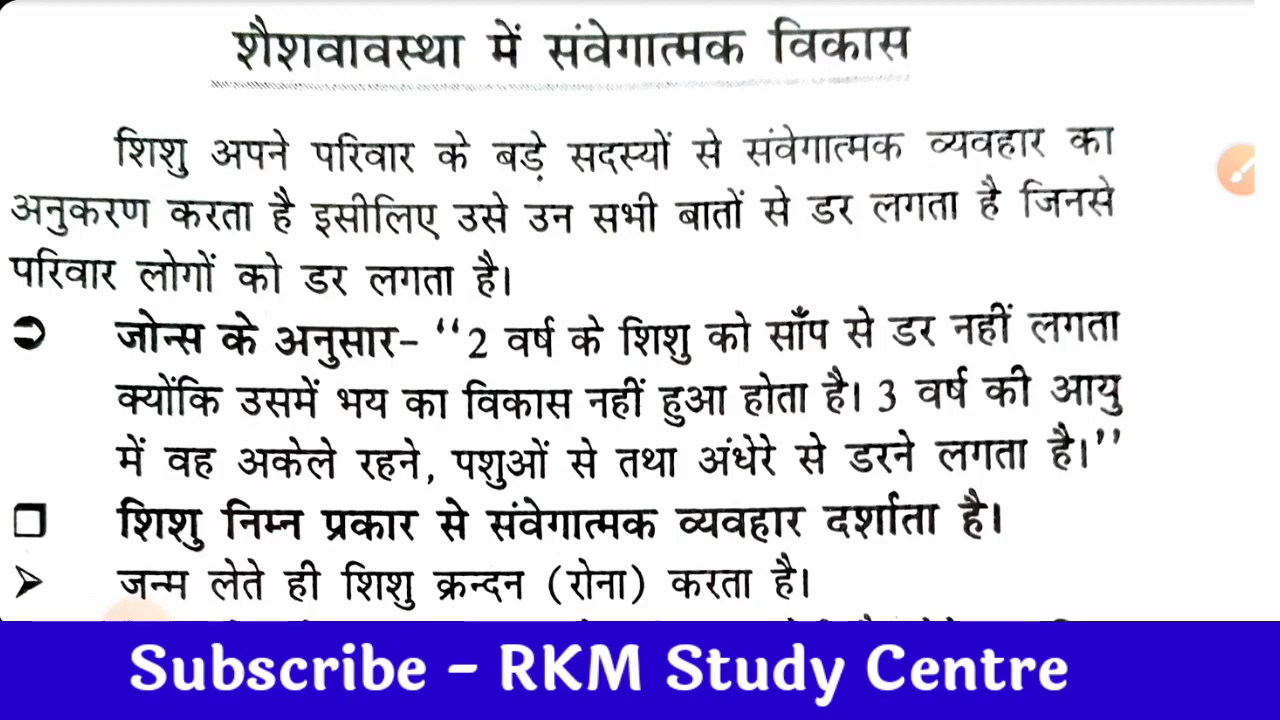 शैशवावस्था में संवेगात्मक विकास
शिशु अपने परिवार के बड़े सदस्यों से संवेगात्मक व्यवहार का
अनुकरण करता है इसीलिए उसे उन सभी बातों से डर लगता है जिनसे
परिवार लोगों को डर लगता है।
➲ जोन्स के अनुसार- ‘‘2 वर्ष के शिशु को साँप से डर नहीं लगता
क्योंकि उसमें भय का विकास नहीं हुआ होता है। 3 वर्ष की आयु
में वह अकेले रहने, पशुओं से तथा अंधेरे से डरने लगता है।’’
❐ शिशु निम्न प्रकार से संवेगात्मक व्यवहार दर्शाता है।
➢ जन्म लेते ही शिशु क्रन्दन (रोना) करता है।
Subscribe - RKM Study Centre